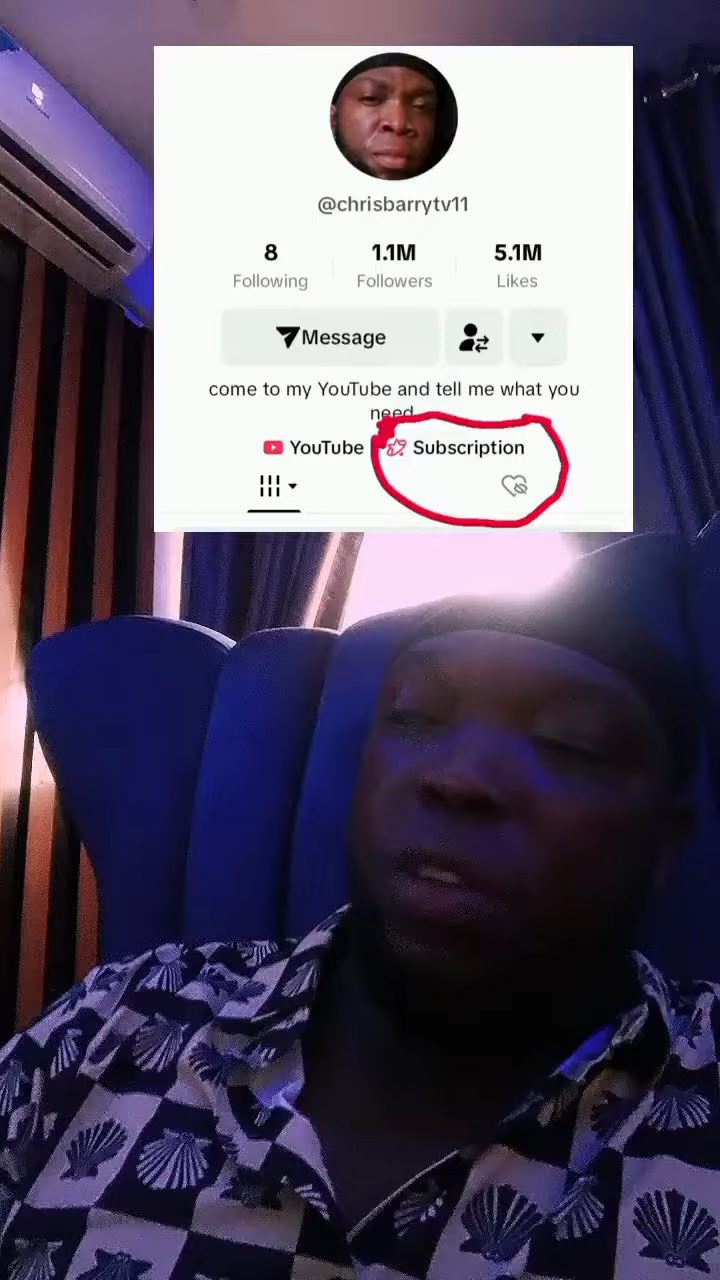 @chrisbarrytv11
8 1.1M 5.1M
Following Followers Likes
Message
come to my YouTube and tell me what you
need
YouTube Subscription